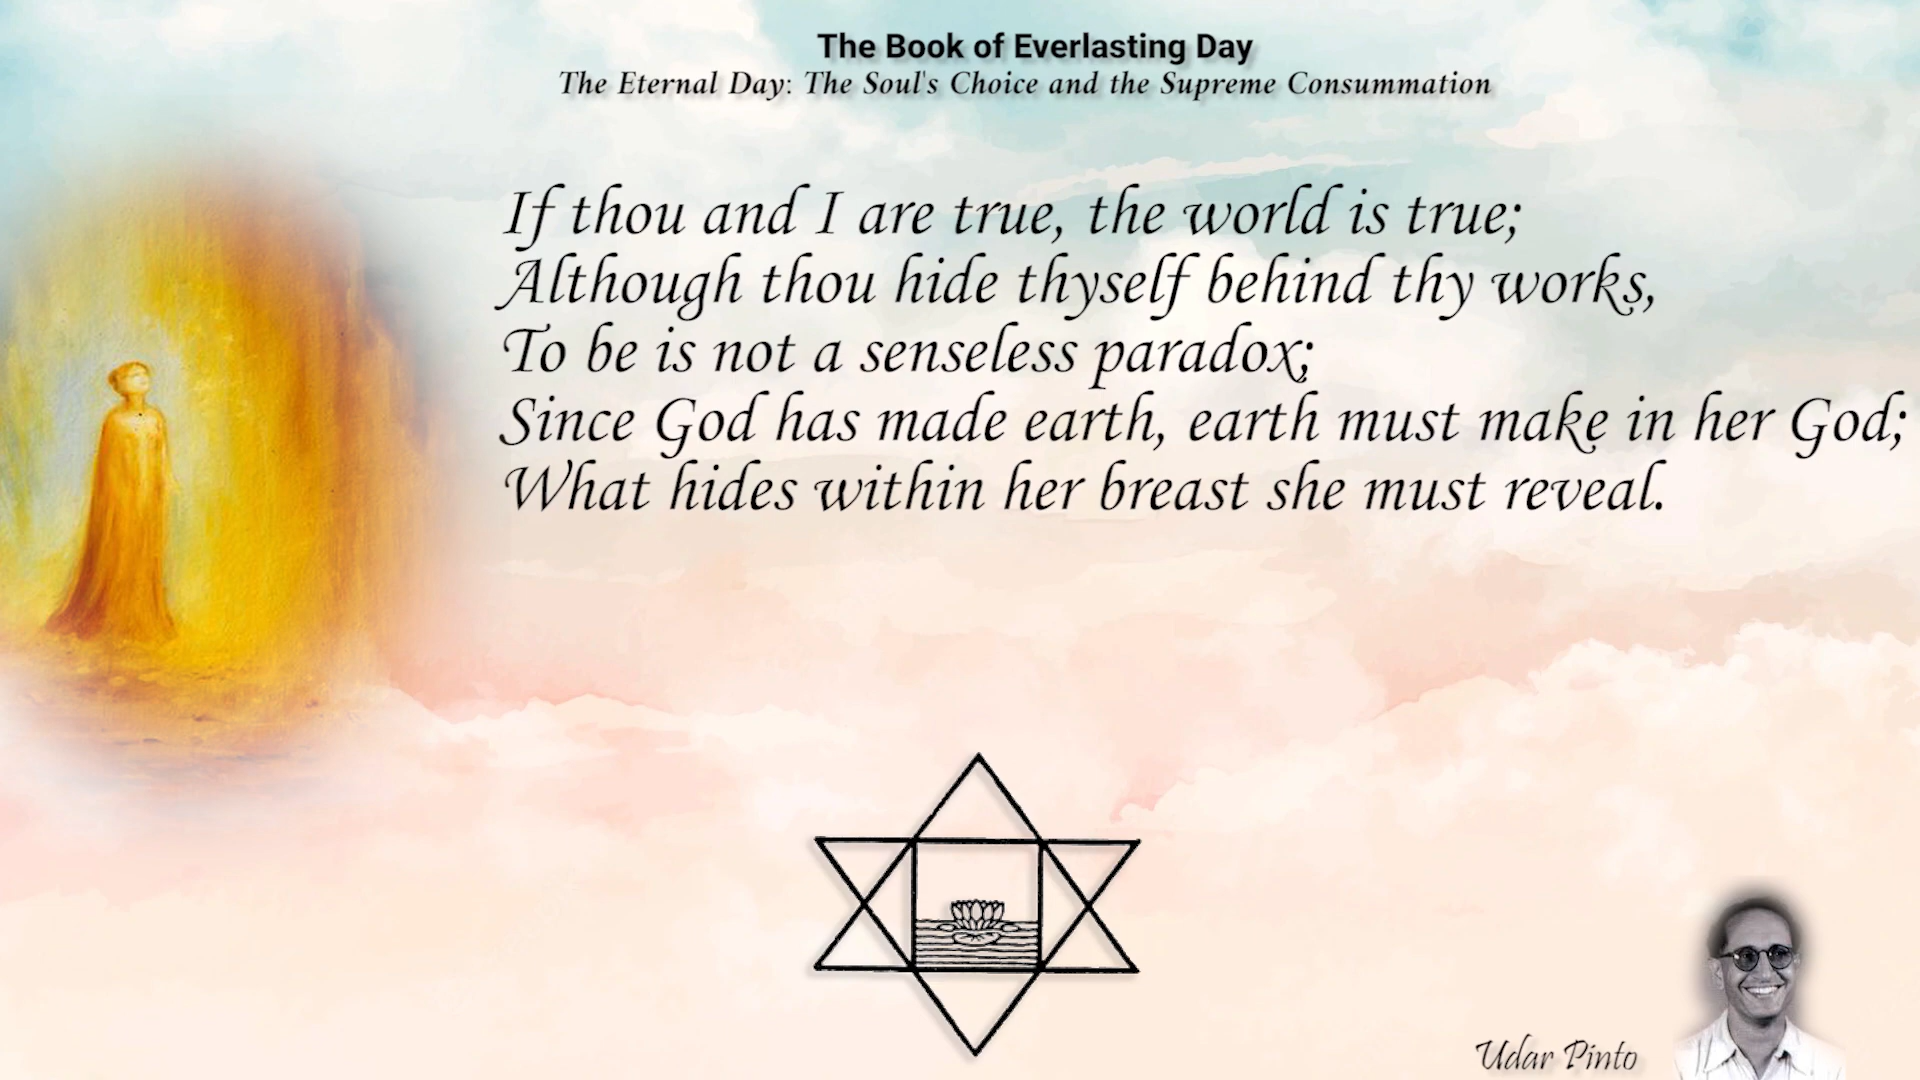 The Book of Everlasting Day
The Eternal Day: The Soul's Choice and the Supreme Consummation
If thou and I are true, the world is true;
Although thou hide thyself behind thy works,
To be is not a senseless paradox;
Since God has made earth, earth must make in her God;
What hides within her breast she must reveal.
Udar Pinto